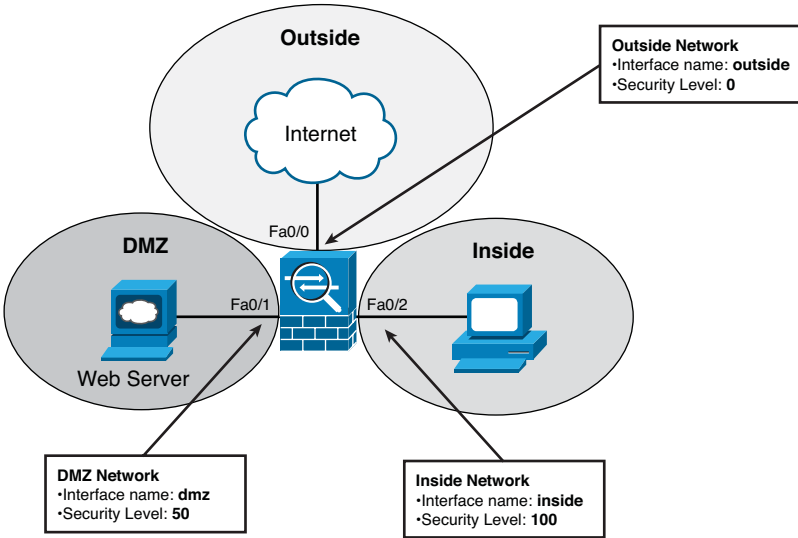 Outside
Outside Network
•Interface name: outside
•Security Level: 0
Internet
Fa0/0
DMZ
Inside
Fa0/1
Fa0/2
Web Server
DMZ Network
•Interface name: dmz
•Security Level: 50
Inside Network
•Interface name: inside
•Security Level: 100